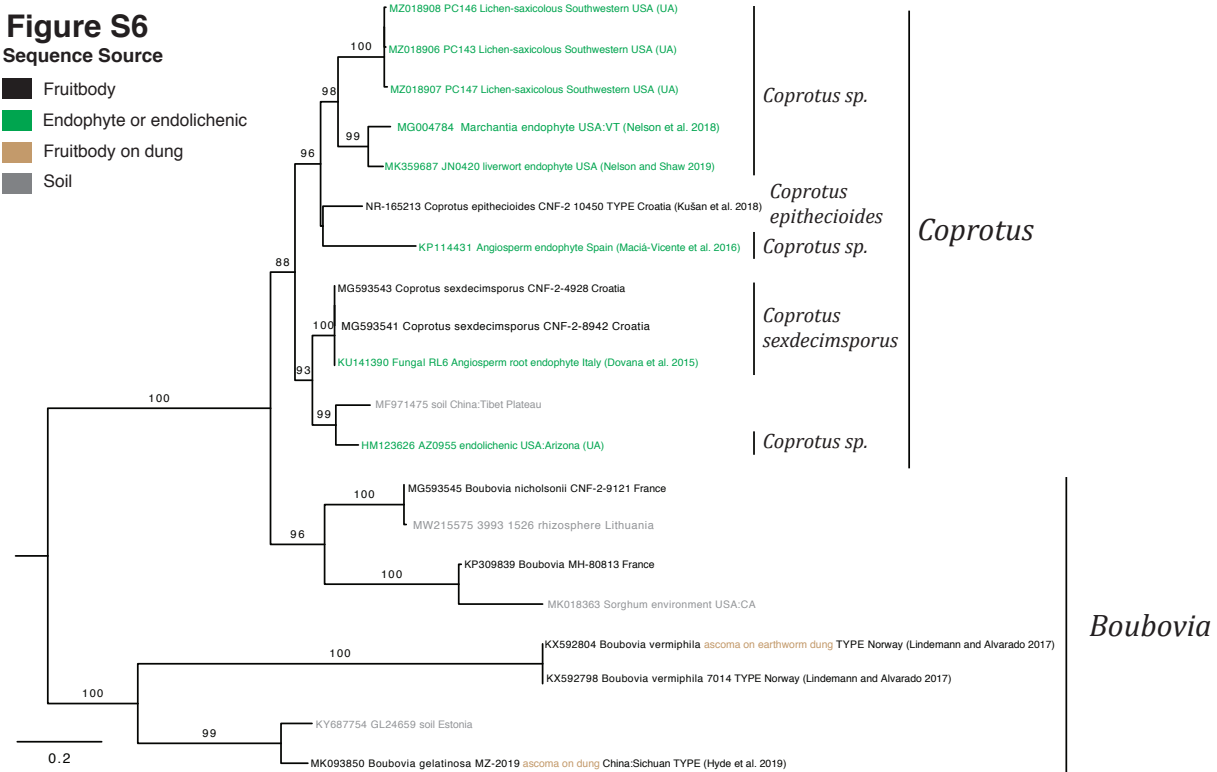 Figure S6
Sequence Source
Fruitbody
Endophyte or endolichenic
Fruitbody on dung
Soil
MZ018908 PC146 Lichen-saxicolous Southwestern USA (UA)
100
MZ018906 PC143 Lichen-saxicolous Southwestern USA (UA)
MZ018907 PC147 Lichen-saxicolous Southwestern USA (UA)
98
Coprotus sp.
MG004784 Marchantia endophyte USA:VT (Nelson et al. 2018)
99
MK359687 JN0420 liverwort endophyte USA (Nelson and Shaw 2019)
96
NR-165213 Coprotus epithecioides CNF-2 10450 TYPE Croatia (Kušan et al. 2018)
Coprotus
epithecioides
KP114431 Angiosperm endophyte Spain (Maciá-Vicente et al. 2016)
Coprotus sp.
Coprotus
88
MG593543 Coprotus sexdecimsporus CNF-2-4928 Croatia
100
MG593541 Coprotus sexdecimsporus CNF-2-8942 Croatia
KU141390 Fungal RL6 Angiosperm root endophyte Italy (Dovana et al. 2015)
Coprotus
sexdecimsporus
93
MF971475 soil China:Tibet Plateau
99
HM123626 AZ0955 endolichenic USA:Arizona (UA)
Coprotus sp.
100
MG593545 Boubovia nicholsonii CNF-2-9121 France
100
MW215575 3993 1526 rhizosphere Lithuania
96
KP309839 Boubovia MH-80813 France
100
MK018363 Sorghum environment USA:CA
Boubovia
KX592804 Boubovia vermiphila ascoma on earthworm dung TYPE Norway (Lindemann and Alvarado 2017)
100
KX592798 Boubovia vermiphila 7014 TYPE Norway (Lindemann and Alvarado 2017)
100
KY687754 GL24659 soil Estonia
99
MK093850 Boubovia gelatinosa MZ-2019 ascoma on dung China:Sichuan TYPE (Hyde et al. 2019)
0.2